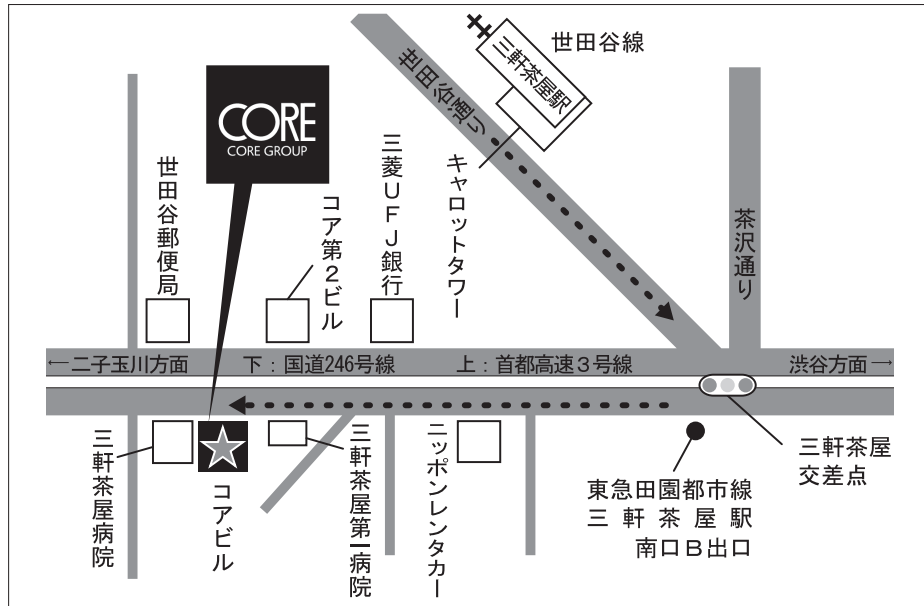 世田谷線
三軒茶屋駅
世田谷通り
CORE
CORE GROUP
世田谷郵便局
コア第2ビル
三菱UFJ銀行
キャロットタワー
茶沢通り
←二子玉川方面
下：国道246号線
上：首都高速3号線
渋谷方面→
三軒茶屋病院
コアビル
三軒茶屋第一病院
ニッポンレンタカー
東急田園都市線
三軒茶屋駅
南口B出口
三軒茶屋
交差点